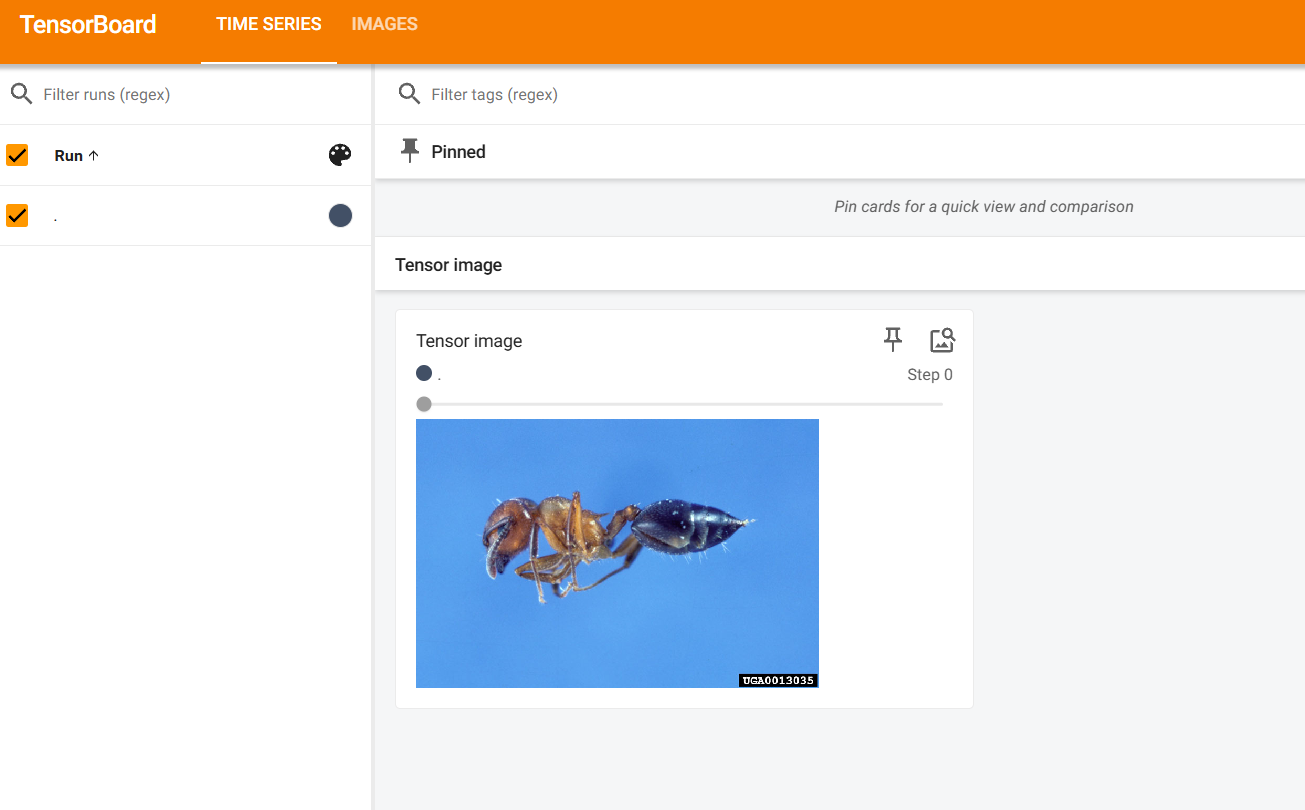 TensorBoard
TIME SERIES
IMAGES
Filter runs (regex)
Run
.
Filter tags (regex)
Pinned
Pin cards for a quick view and comparison
Tensor image
Tensor image
.
Step 0
UGA0013035